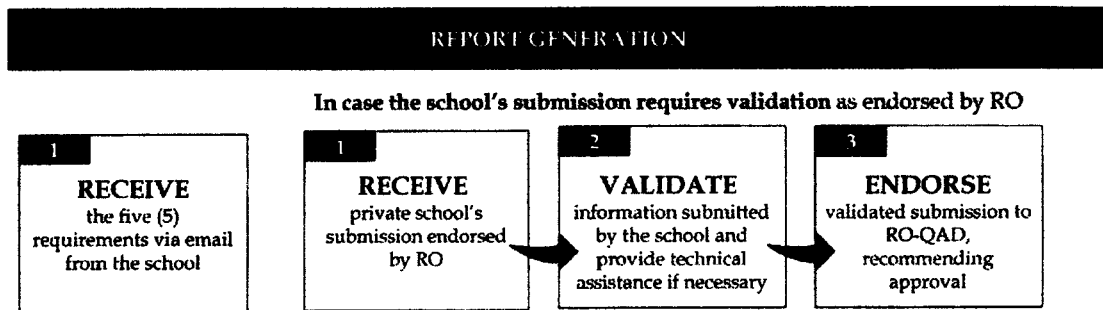 REPORT GENERATION
In case the school's submission requires validation as endorsed by RO
1
RECEIVE
the five (5)
requirements via email
from the school
1
RECEIVE
private school's
submission endorsed
by RO
2
VALIDATE
information submitted
by the school and
provide technical
assistance if necessary
3
ENDORSE
validated submission to
RO-QAD,
recommending
approval